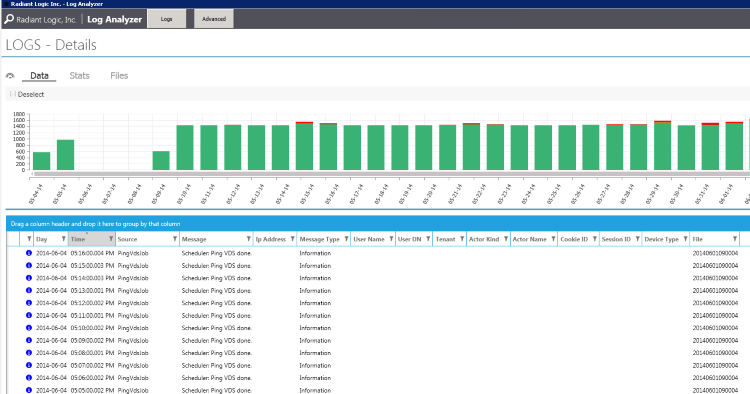 Radiant Logic Inc. - Log Analyzer
Radiant Logic, Inc. | Log Analyzer Logs Advanced
LOGS - Details
Data Stats Files
Deselect
1800
1600
1400
1200
1000
800
600
400
200
0
05-04-14 05-05-14 05-06-14 05-07-14 05-08-14 05-09-14 05-10-14 05-11-14 05-12-14 05-13-14 05-14-14 05-15-14 05-16-14 05-17-14 05-18-14 05-19-14 05-20-14 05-21-14 05-22-14 05-23-14 05-24-14 05-25-14 05-26-14 05-27-14 05-28-14 05-29-14 05-30-14 05-31-14 06-01-14
Drag a column header and drop it here to group by that column
Day Time Source Message Ip Address Message Type User Name User DN Tenant Actor Kind Actor Name Cookie ID Session ID Device Type File
2014-06-04 05:16:00.004 PM PingVdsJob Scheduler: Ping VDS done. Information 20140601090004
2014-06-04 05:15:00.003 PM PingVdsJob Scheduler: Ping VDS done. Information 20140601090004
2014-06-04 05:14:00.003 PM PingVdsJob Scheduler: Ping VDS done. Information 20140601090004
2014-06-04 05:13:00.001 PM PingVdsJob Scheduler: Ping VDS done. Information 20140601090004
2014-06-04 05:12:00.002 PM PingVdsJob Scheduler: Ping VDS done. Information 20140601090004
2014-06-04 05:11:00.001 PM PingVdsJob Scheduler: Ping VDS done. Information 20140601090004
2014-06-04 05:10:00.002 PM PingVdsJob Scheduler: Ping VDS done. Information 20140601090004
2014-06-04 05:09:00.002 PM PingVdsJob Scheduler: Ping VDS done. Information 20140601090004
2014-06-04 05:08:00.001 PM PingVdsJob Scheduler: Ping VDS done. Information 20140601090004
2014-06-04 05:07:00.002 PM PingVdsJob Scheduler: Ping VDS done. Information 20140601090004
2014-06-04 05:06:00.002 PM PingVdsJob Scheduler: Ping VDS done. Information 20140601090004
2014-06-04 05:05:00.002 PM PingVdsJob Scheduler: Ping VDS done. Information 20140601090004